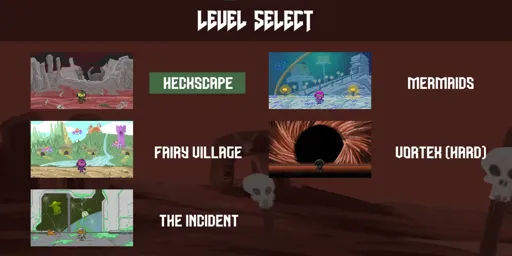 LEVEL SELECT
HECKSCAPE
MERMAIDS
FAIRY VILLAGE
VORTEX (HARD)
THE INCIDENT